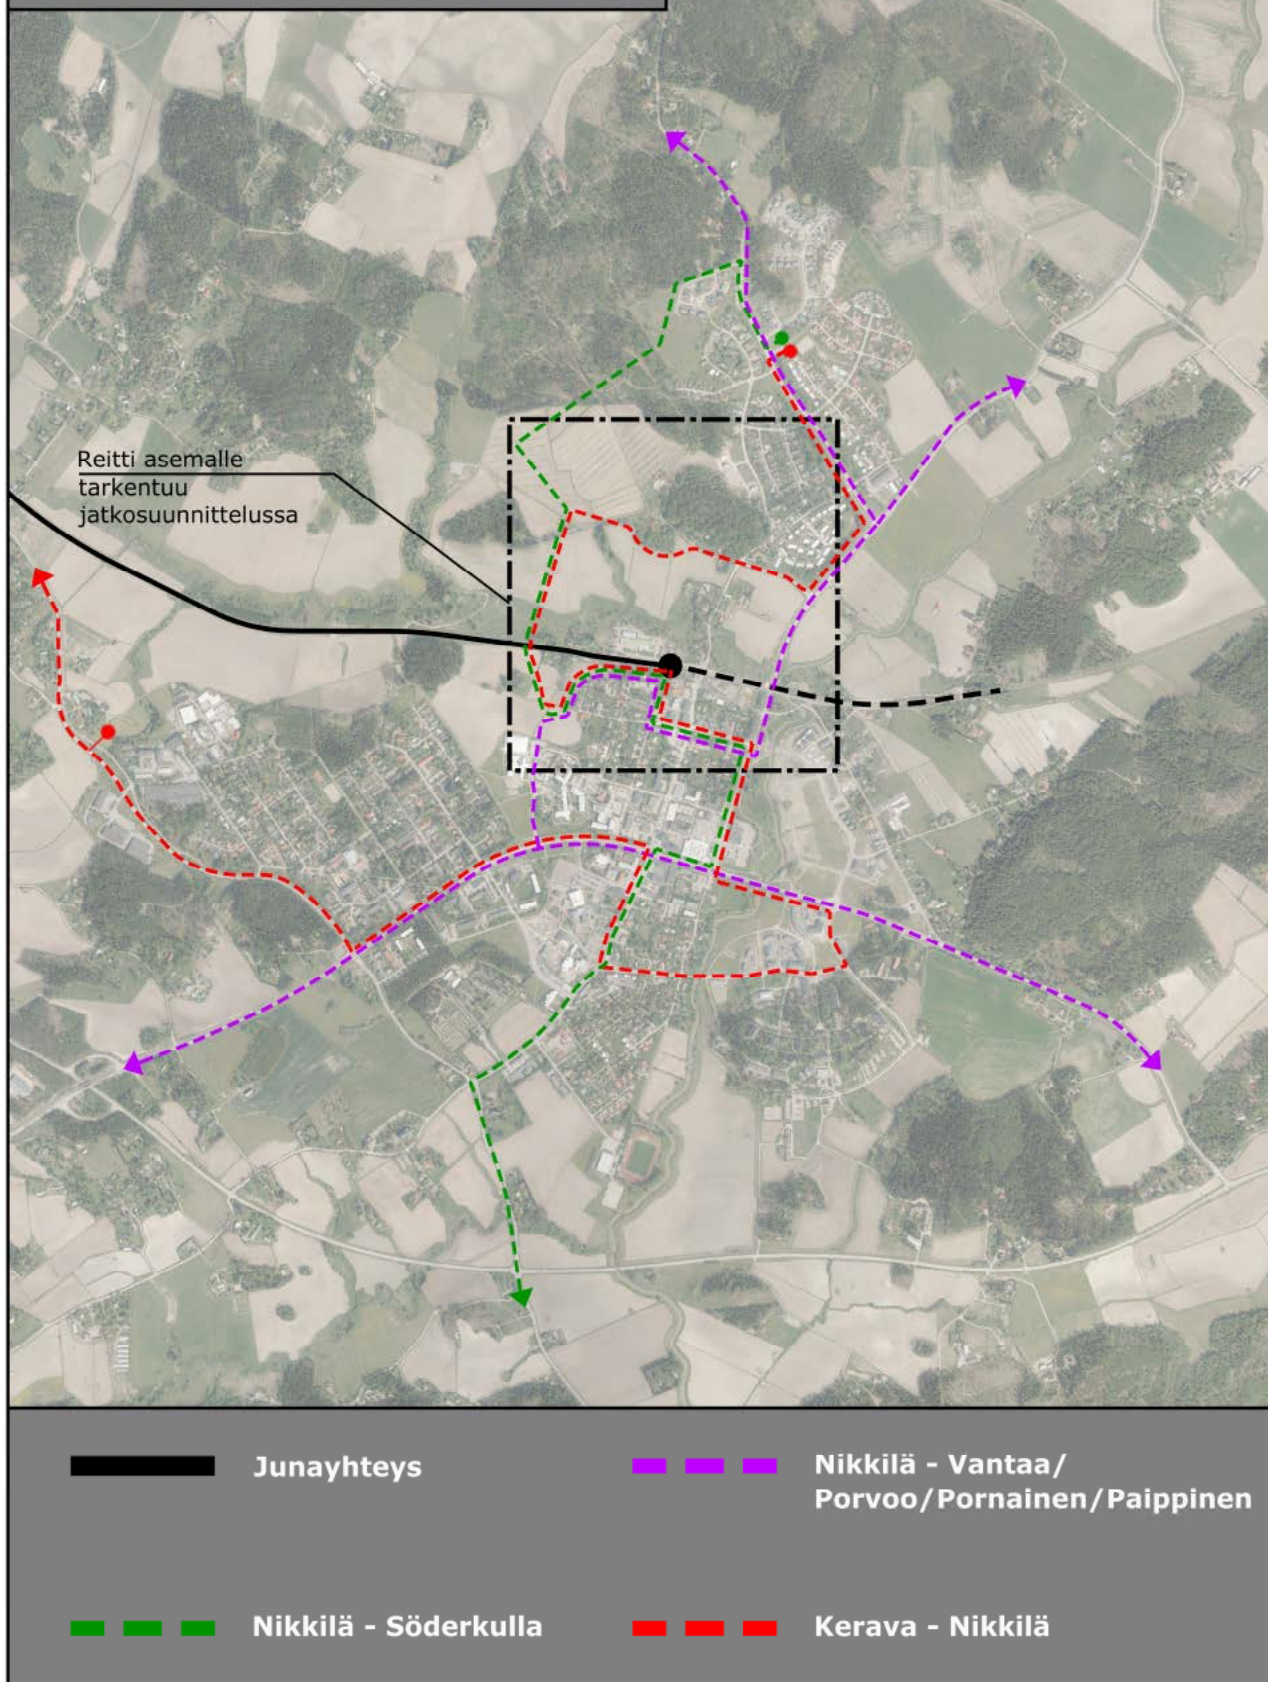 Reitti asemalle
tarkentuu
jatkosuunnittelussa
Junayhteys
Nikkilä - Vantaa/
Porvoo/Pornainen/Paippinen
Nikkilä - Söderkulla
Kerava - Nikkilä